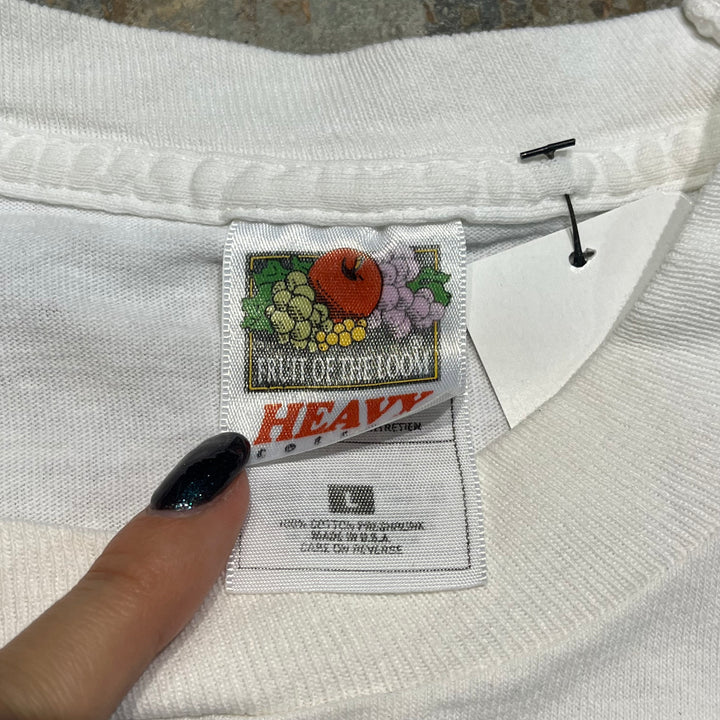 FRUIT OF THE LOOM
HEAVY
L
100% COTTON PRESHRUNK
MADE IN U.S.A
CARE ON REVERSE